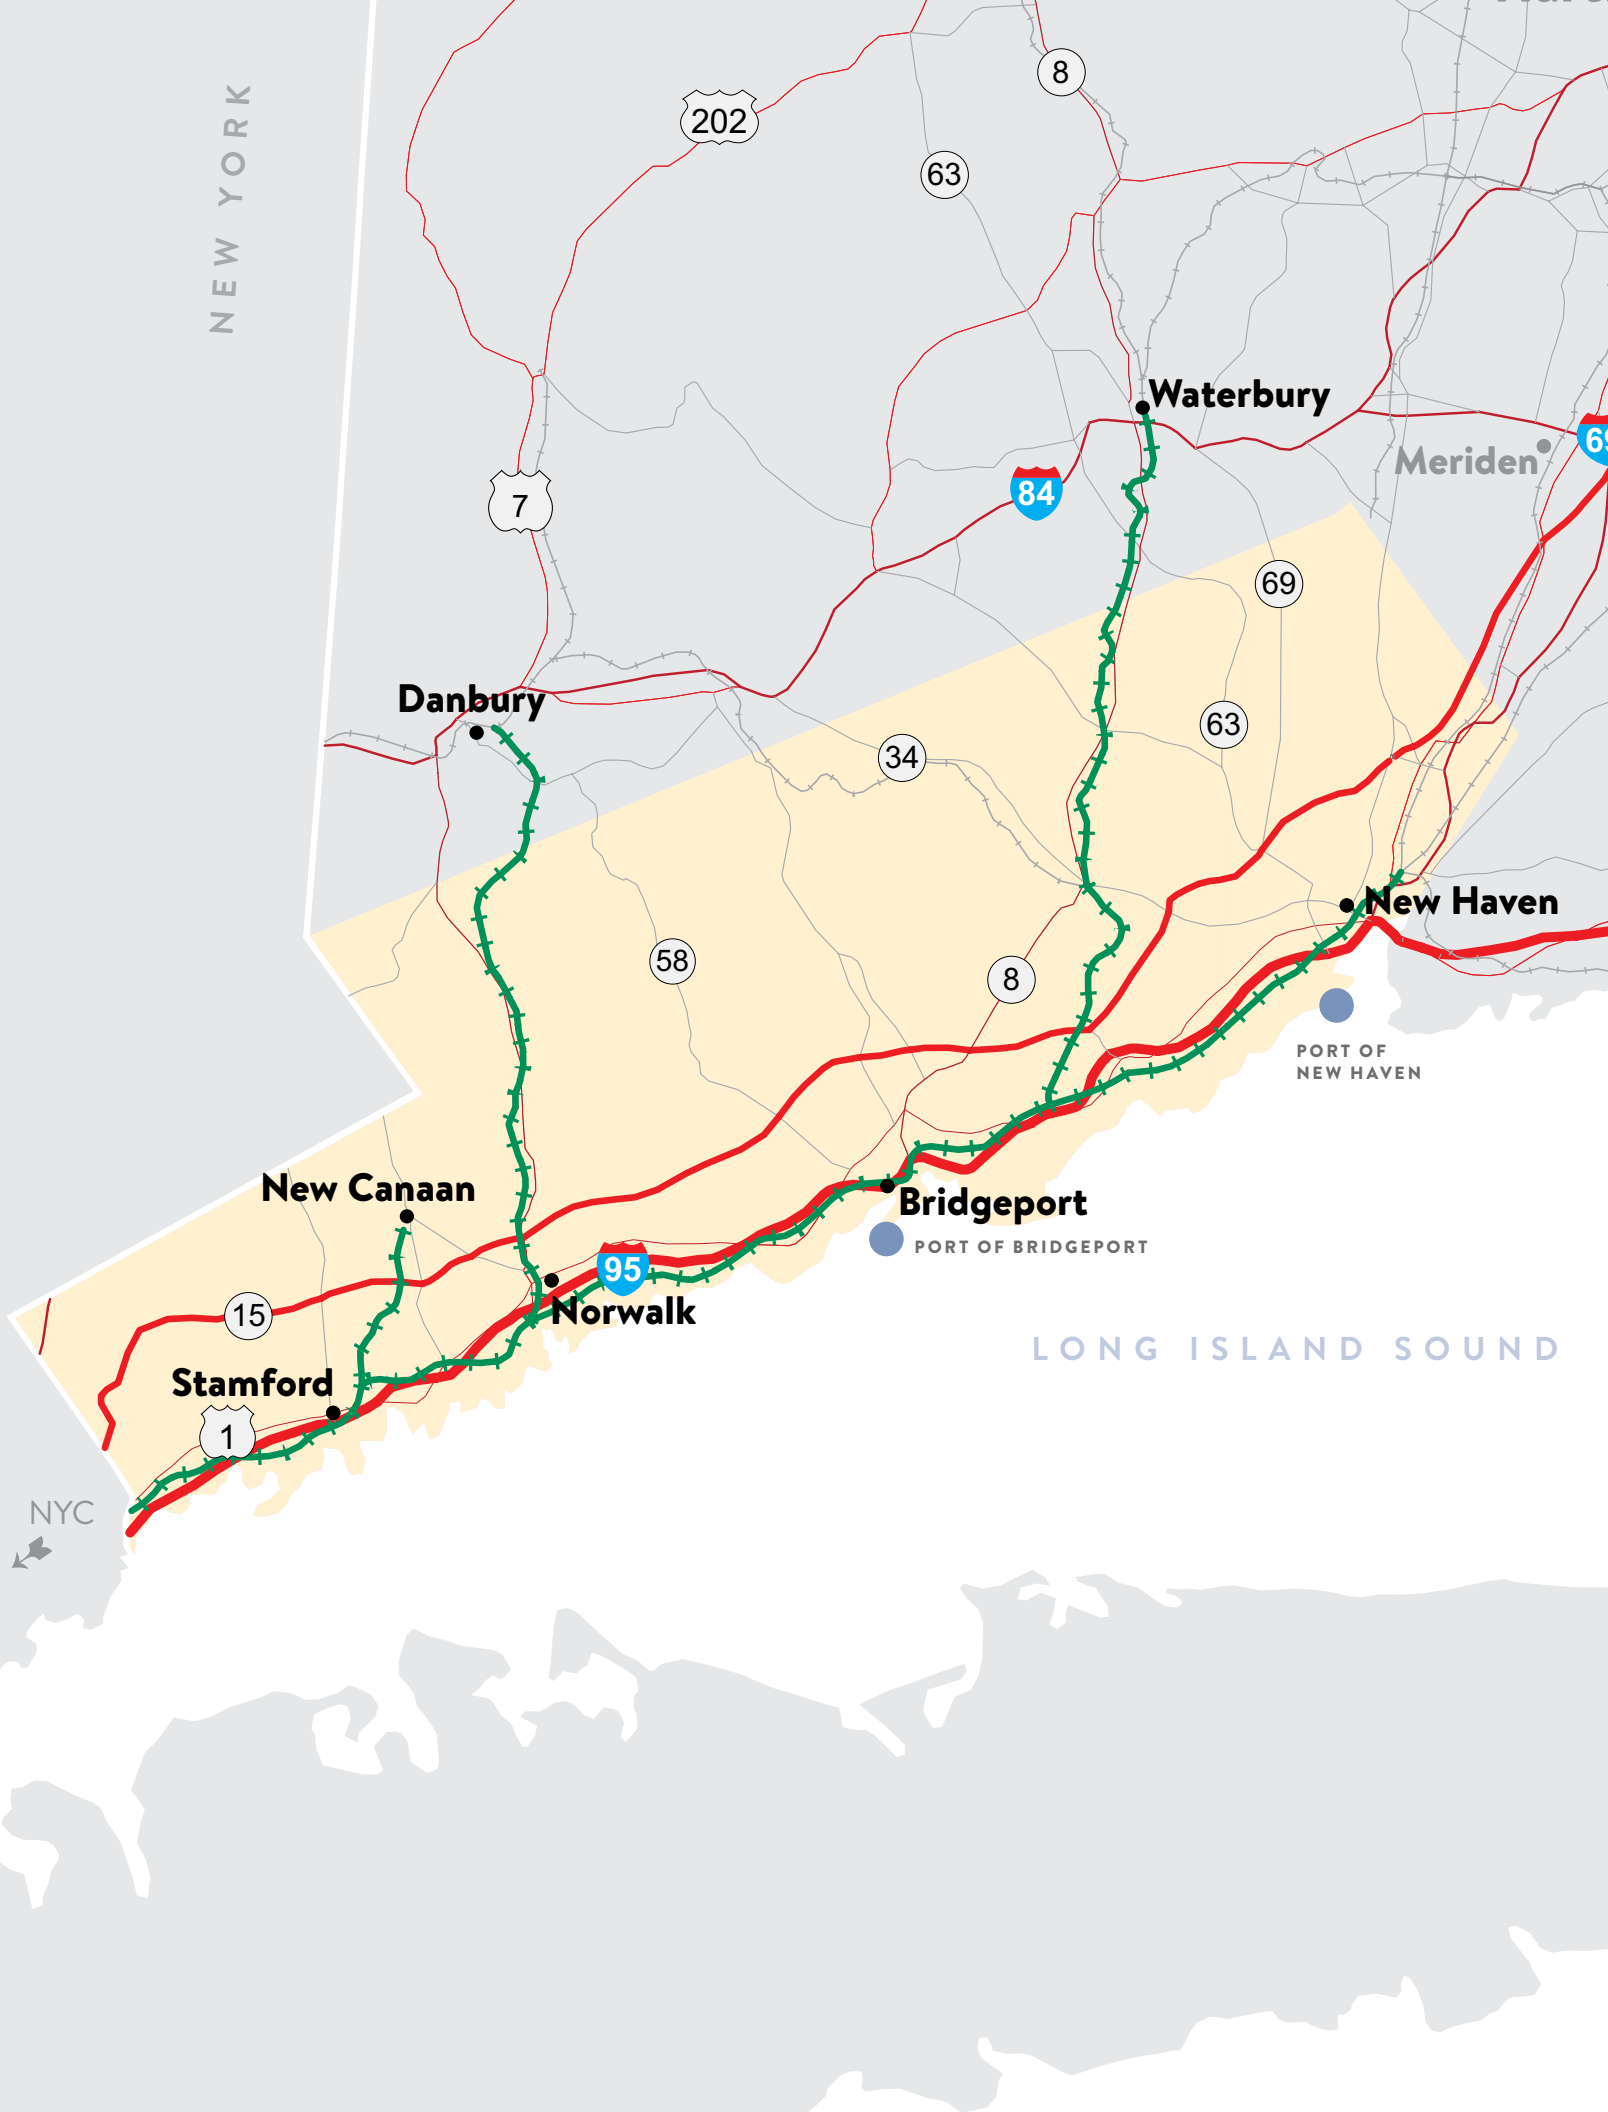 8
NEW YORK
202
63
Waterbury
Meriden
84
7
69
Danbury
63
34
New Haven
58
8
PORT OF
NEW HAVEN
New Canaan
Bridgeport
PORT OF BRIDGEPORT
95
Norwalk
15
LONG ISLAND SOUND
Stamford
1
NYC